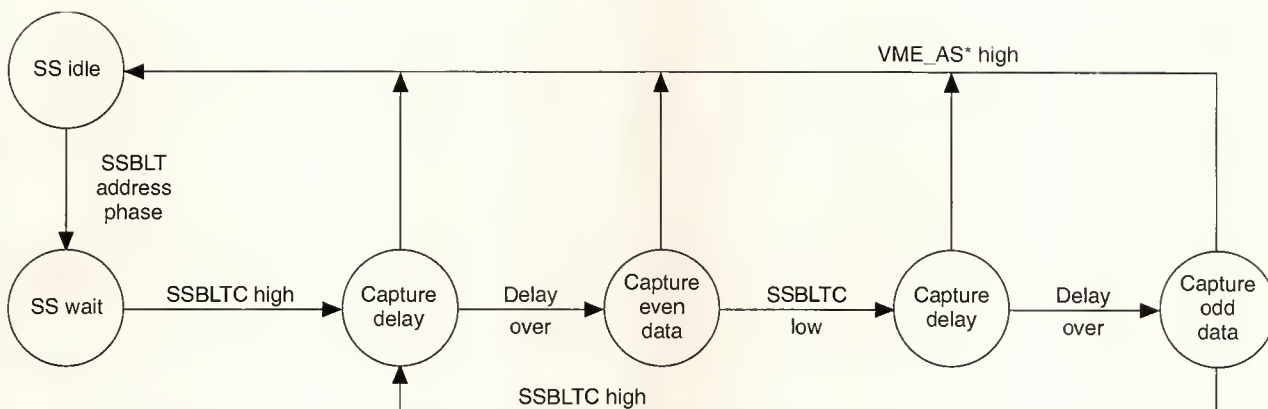 SS idle
VME_AS* high
SSBLT
address
phase
SS wait
SSBLTC high
Capture
delay
Delay
over
Capture
even
data
SSBLTC
low
Capture
delay
Delay
over
Capture
odd
data
SSBLTC high